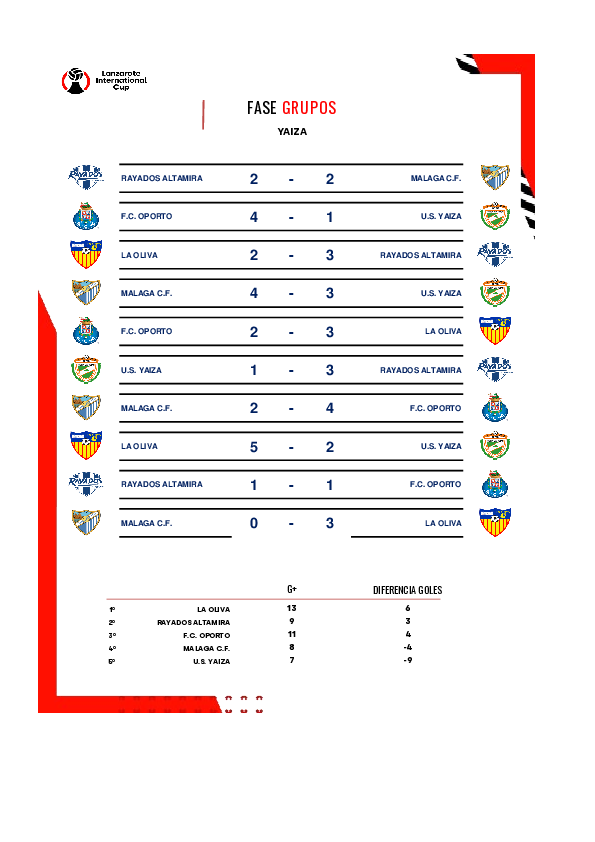 Lanzarote
International
Cup
FASE GRUPOS
YAIZA
RAYADOS ALTAMIRA 2 - 2 MALAGA C.F.
F.C. OPORTO 4 - 1 U.S. YAIZA
LA OLIVA 2 - 3 RAYADOS ALTAMIRA
MALAGA C.F. 4 - 3 U.S. YAIZA
F.C. OPORTO 2 - 3 LA OLIVA
U.S. YAIZA 1 - 3 RAYADOS ALTAMIRA
MALAGA C.F. 2 - 4 F.C. OPORTO
LA OLIVA 5 - 2 U.S. YAIZA
RAYADOS ALTAMIRA 1 - 1 F.C. OPORTO
MALAGA C.F. 0 - 3 LA OLIVA
G+ DIFERENCIA GOLES
1º LA OLIVA 13 6
2º RAYADOS ALTAMIRA 9 3
3º F.C. OPORTO 11 4
4º MALAGA C.F. 8 -4
5º U.S. YAIZA 7 -9